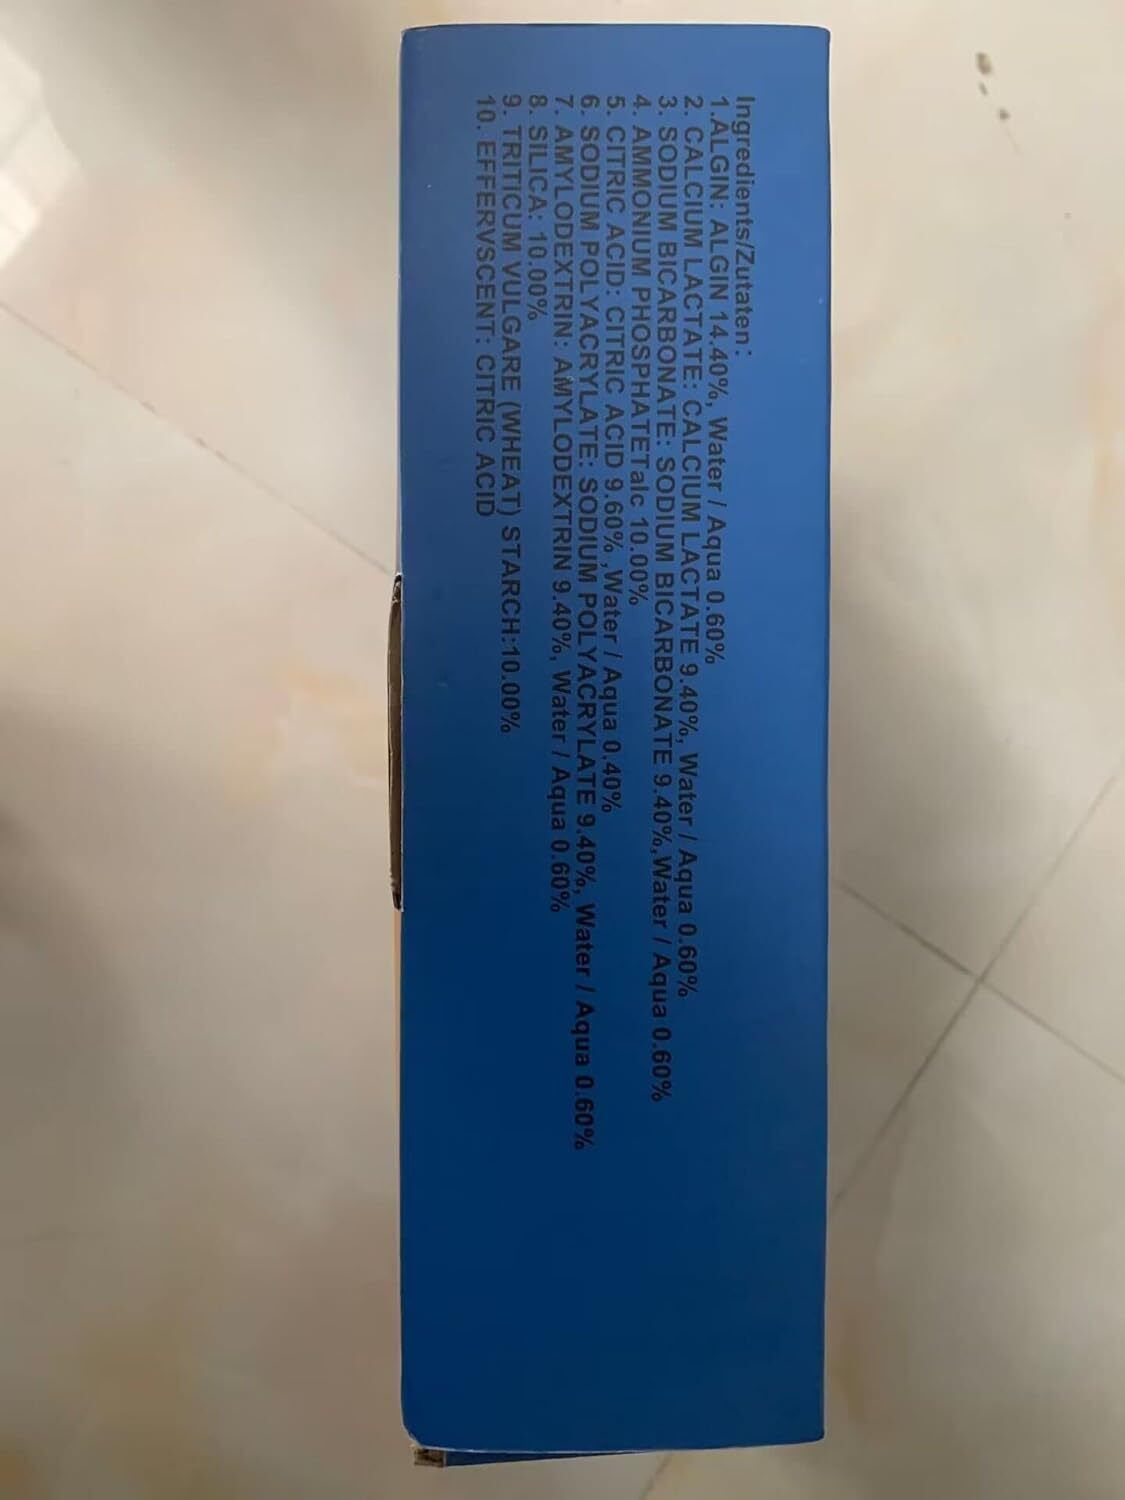 Ingredients/Zutaten:
1.ALGIN: ALGIN 14.40%, Water / Aqua 0.60%
2. CALCIUM LACTATE: CALCIUM LACTATE 9.40%, Water / Aqua 0.60%
3. SODIUM BICARBONATE: SODIUM BICARBONATE 9.40%,Water / Aqua 0.60%
4. AMMONIUM PHOSPHATETalc 10.00%
5. CITRIC ACID: CITRIC ACID 9.60% ,Water / Aqua 0.40%
6. SODIUM POLYACRYLATE: SODIUM POLYACRYLATE 9.40%, Water / Aqua 0.60%
7. AMYLODEXTRIN: AMYLODEXTRIN 9.40%, Water / Aqua 0.60%
8. SILICA: 10.00%
9. TRITICUM VULGARE (WHEAT) STARCH:10.00%
10. EFFERVSCENT: CITRIC ACID